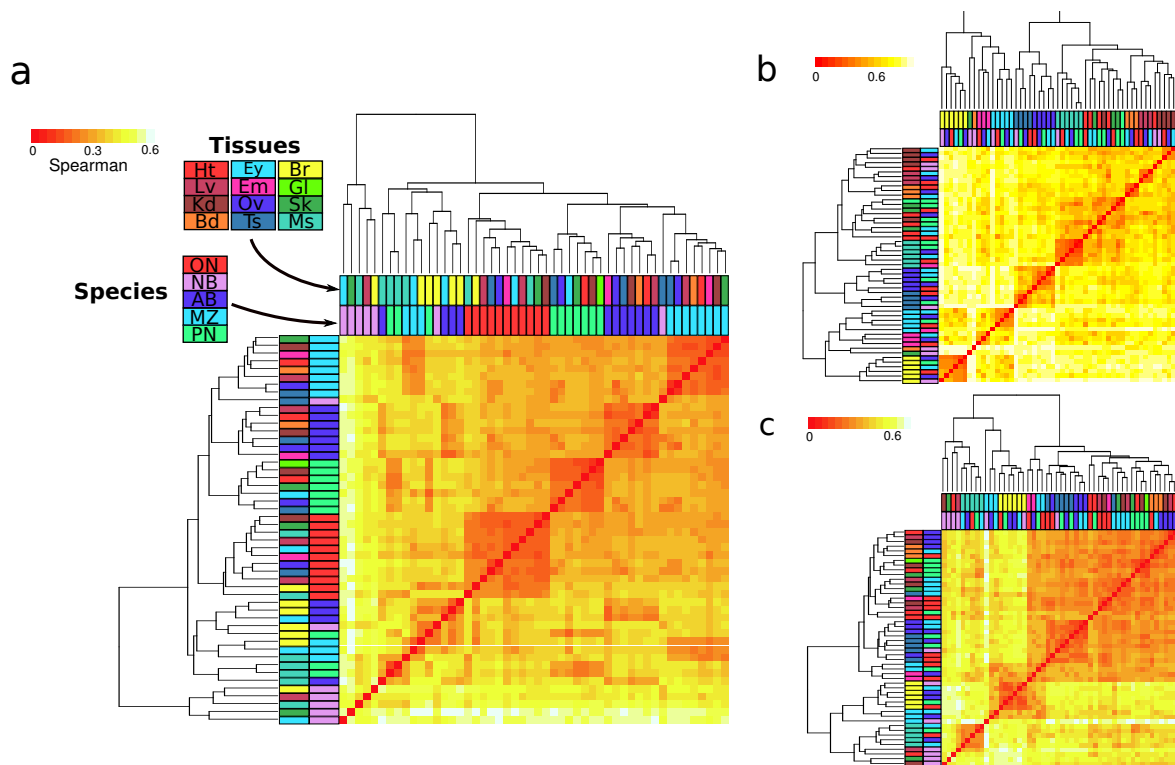 a
0 0.3 0.6
Spearman
Tissues
Ht Ey Br
Lv Em Gl
Kd Ov Sk
Bd Ts Ms
Species
ON
NB
AB
MZ
PN
b
0 0.6
c
0 0.6